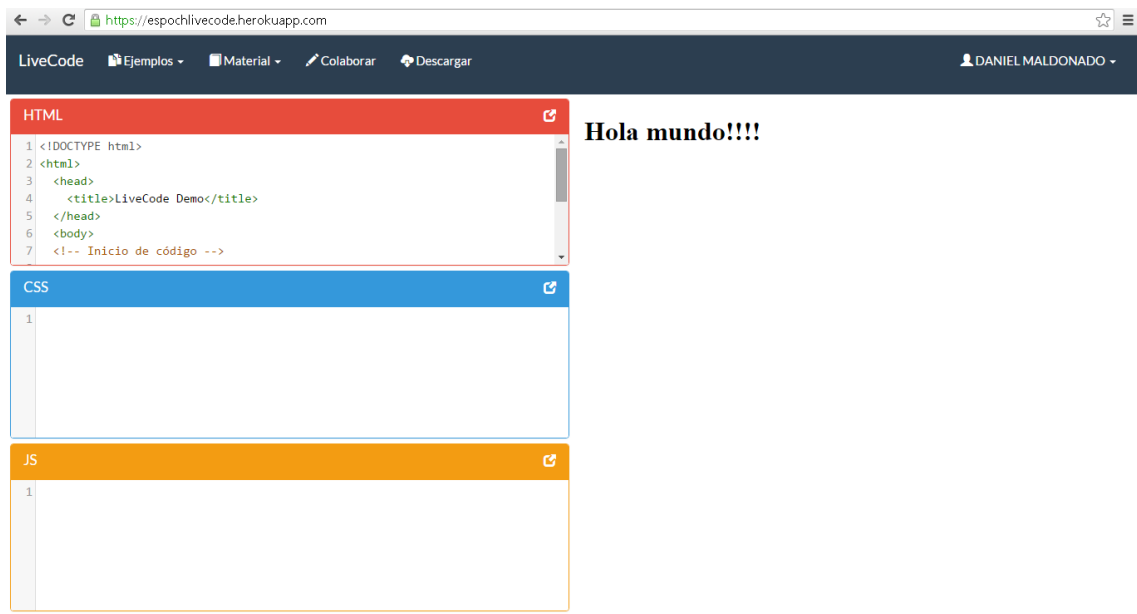 https://espochlivecode.herokuapp.com
LiveCode Ejemplos Material Colaborar Descargar DANIEL MALDONADO
HTML
1 <!DOCTYPE html>
2 <html>
3 <head>
4 <title>LiveCode Demo</title>
5 </head>
6 <body>
7 <!-- Inicio de código -->
CSS
1
JS
1
Hola mundo!!!!